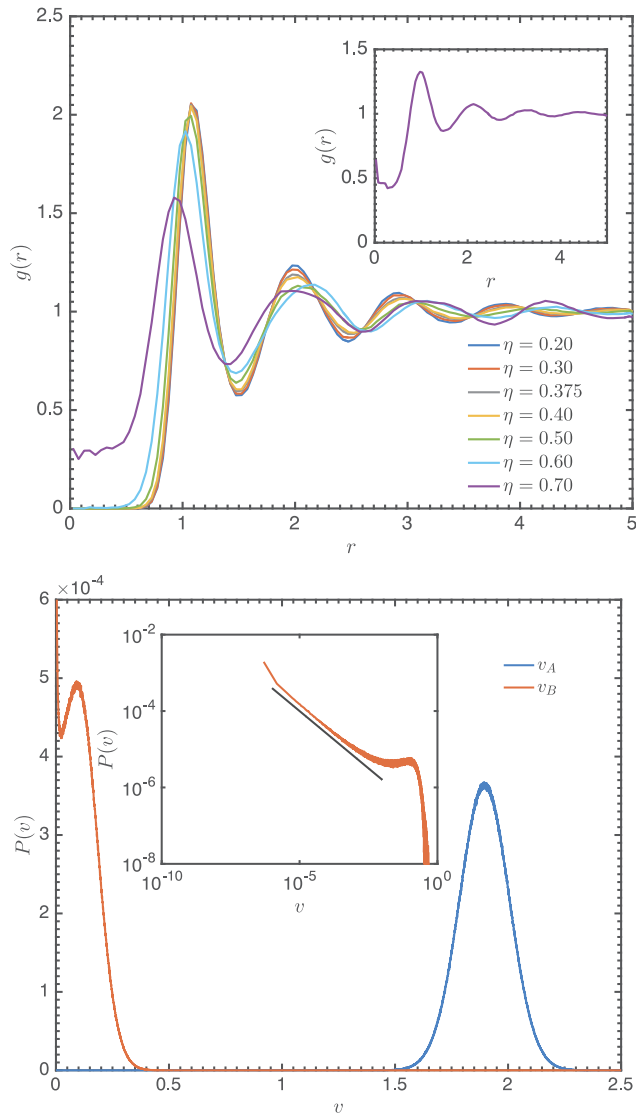 2.5
2
1.5
1
0.5
0
g(r)
0 1 2 3 4 5
r
1.5
1
0.5
0
g(r)
0 2 4
r
η = 0.20
η = 0.30
η = 0.375
η = 0.40
η = 0.50
η = 0.60
η = 0.70
×10⁻⁴
6
5
4
3
2
1
0
P(v)
0 0.5 1 1.5 2 2.5
v
10⁻²
10⁻⁴
10⁻⁶
10⁻⁸
P(v)
10⁻¹⁰ 10⁻⁵ 10⁰
v
v_A
v_B